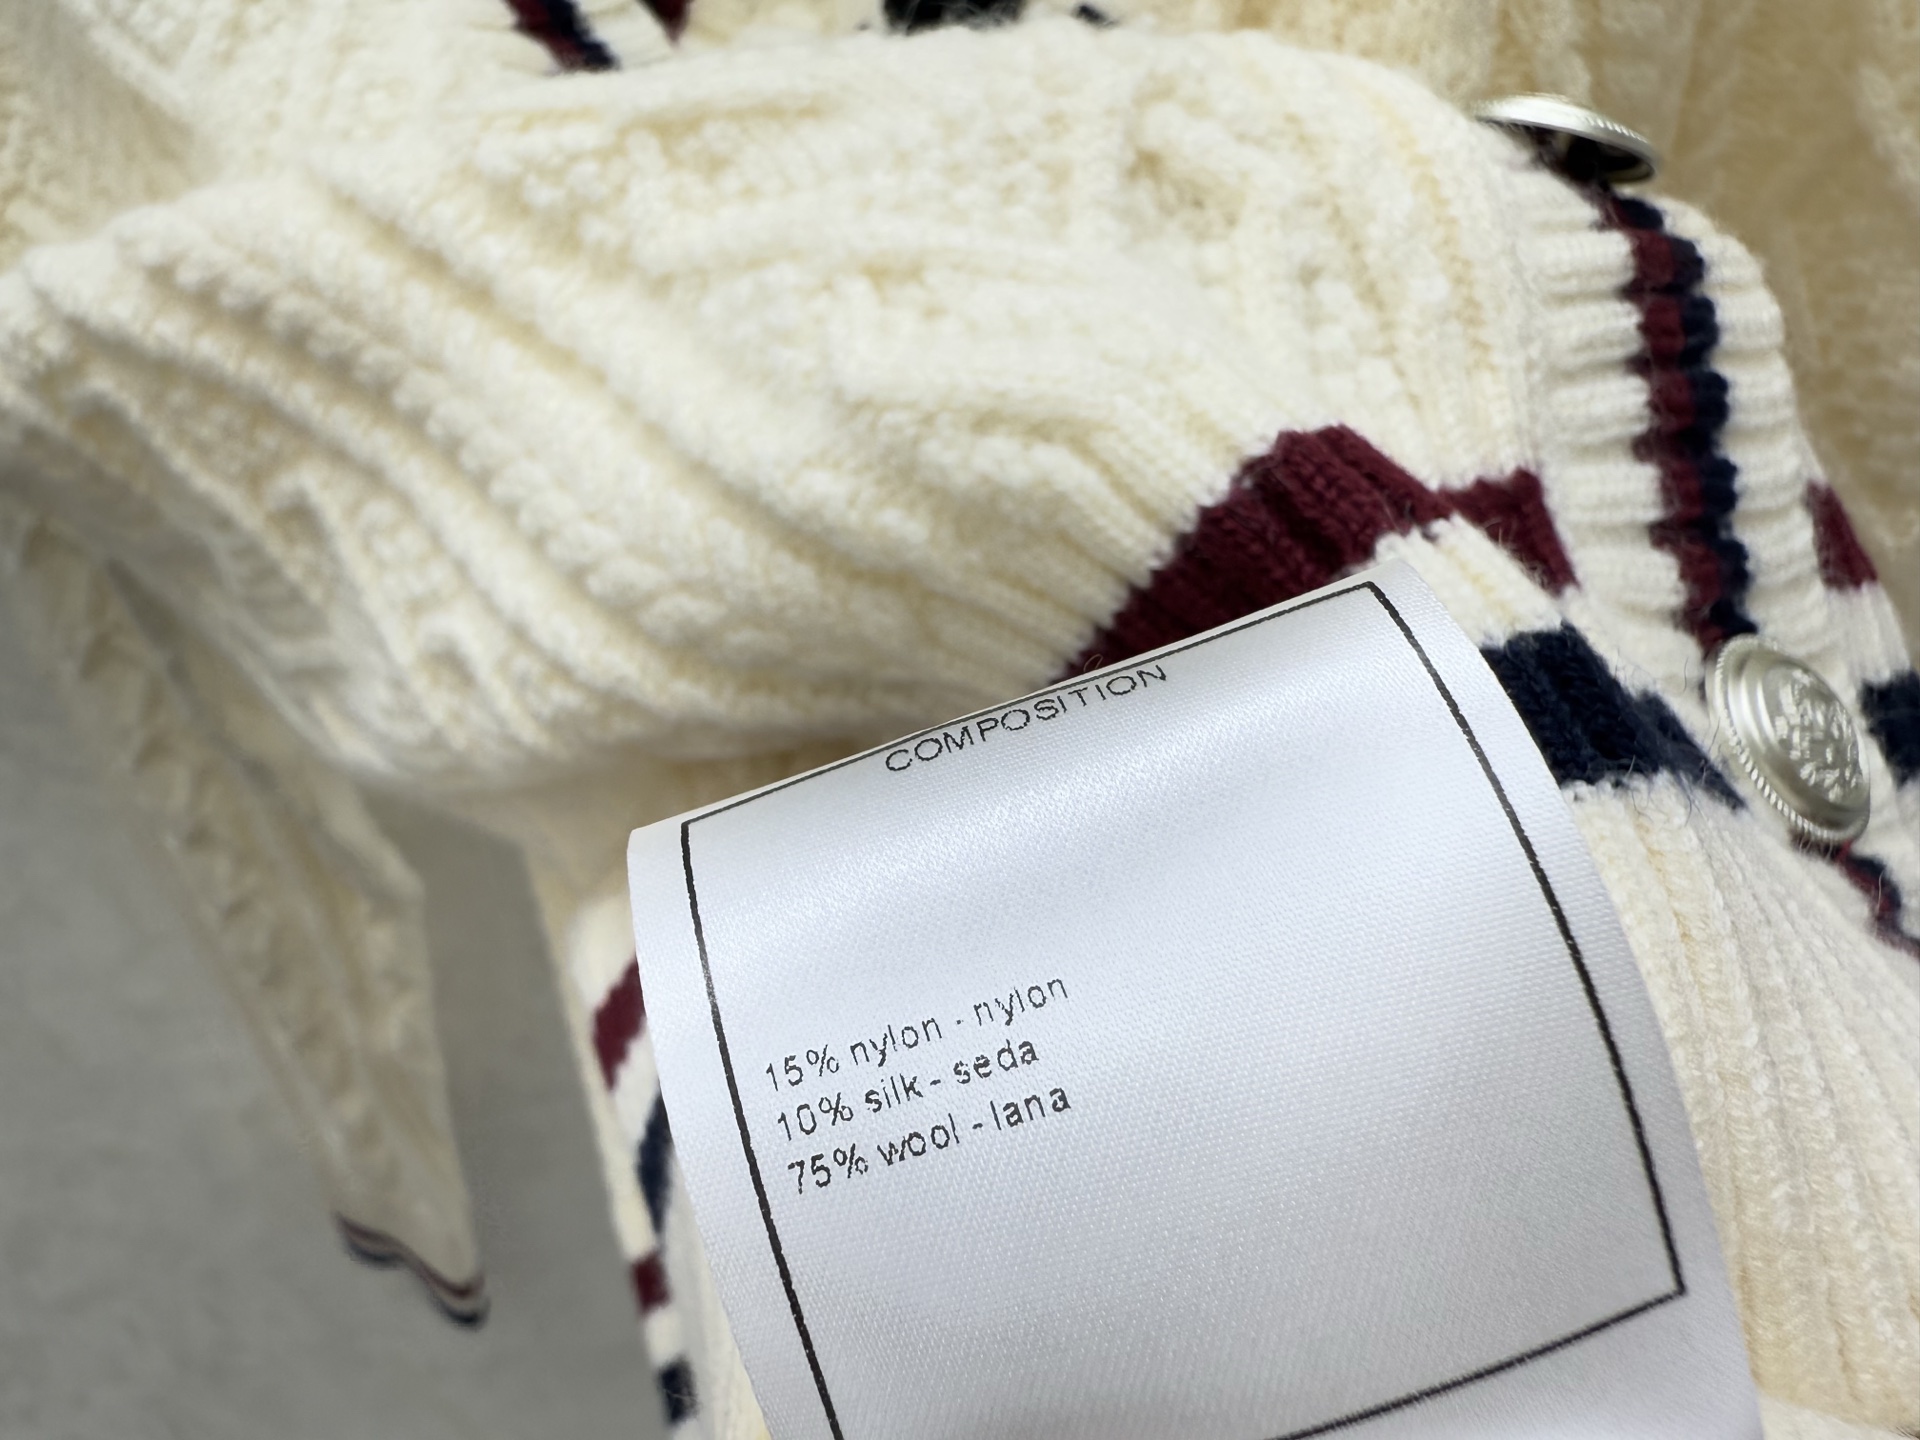 COMPOSITION
15% nylon - nylon
10% silk - seda
75% wool - lana